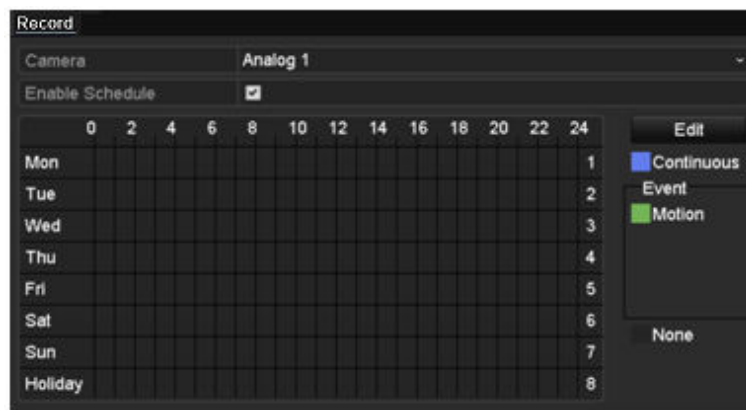 Record
Camera Analog 1
Enable Schedule
0 2 4 6 8 10 12 14 16 18 20 22 24 Edit
Mon 1 Continuous
Event
Tue 2
Motion
Wed 3
Thu 4
Fri 5
Sat 6
None
Sun 7
Holiday 8